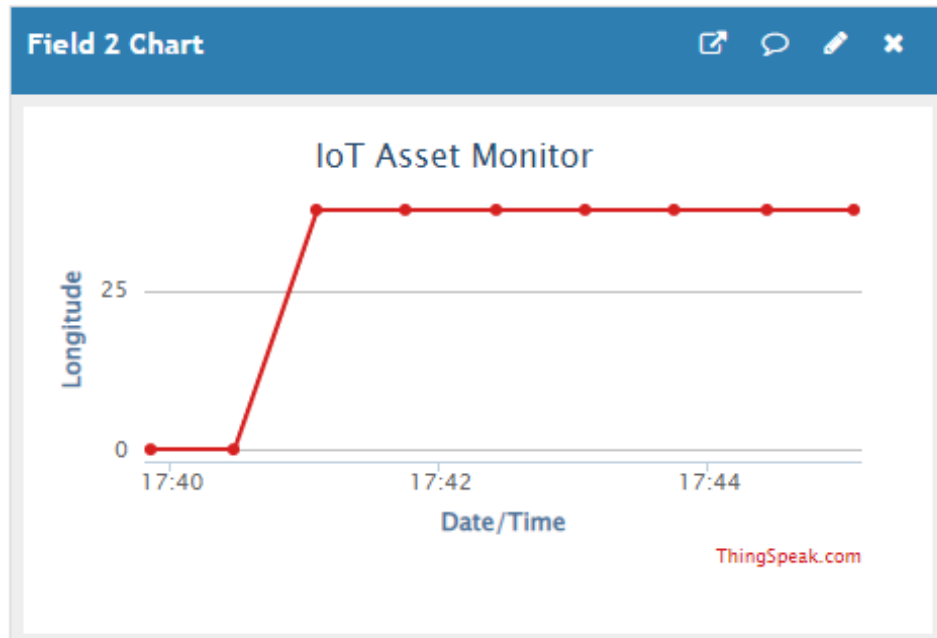 Field 2 Chart
IoT Asset Monitor
Longitude
25
0
17:40 17:42 17:44
Date/Time
ThingSpeak.com